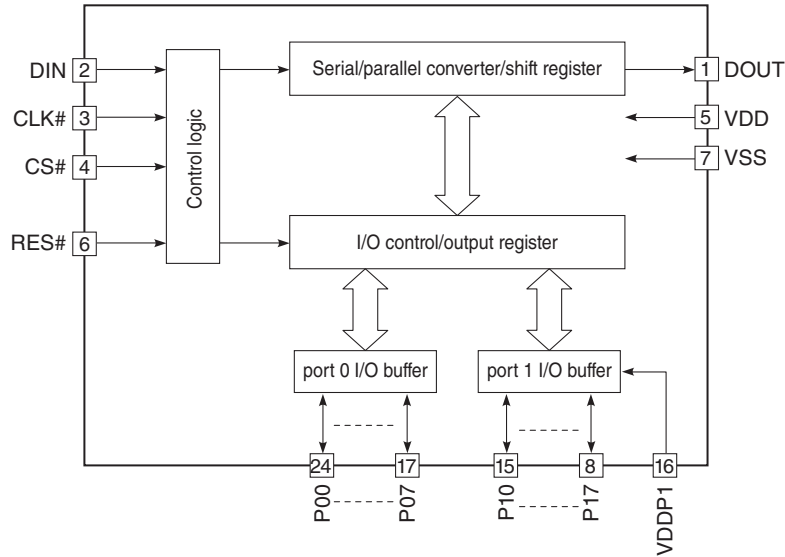 DIN 2
CLK# 3
CS# 4
RES# 6
Control logic
Serial/parallel converter/shift register
1 DOUT
5 VDD
7 VSS
I/O control/output register
port 0 I/O buffer
port 1 I/O buffer
24
17
15
8
16
P00
P07
P10
P17
VDDP1